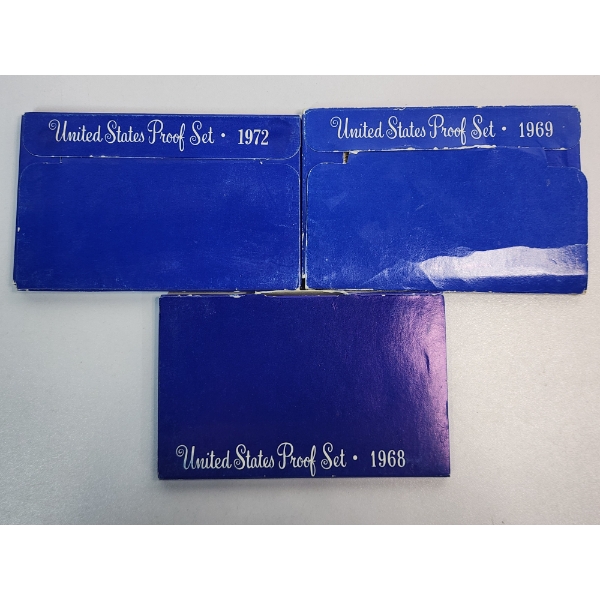 United States Proof Set • 1972
United States Proof Set • 1969
United States Proof Set • 1968